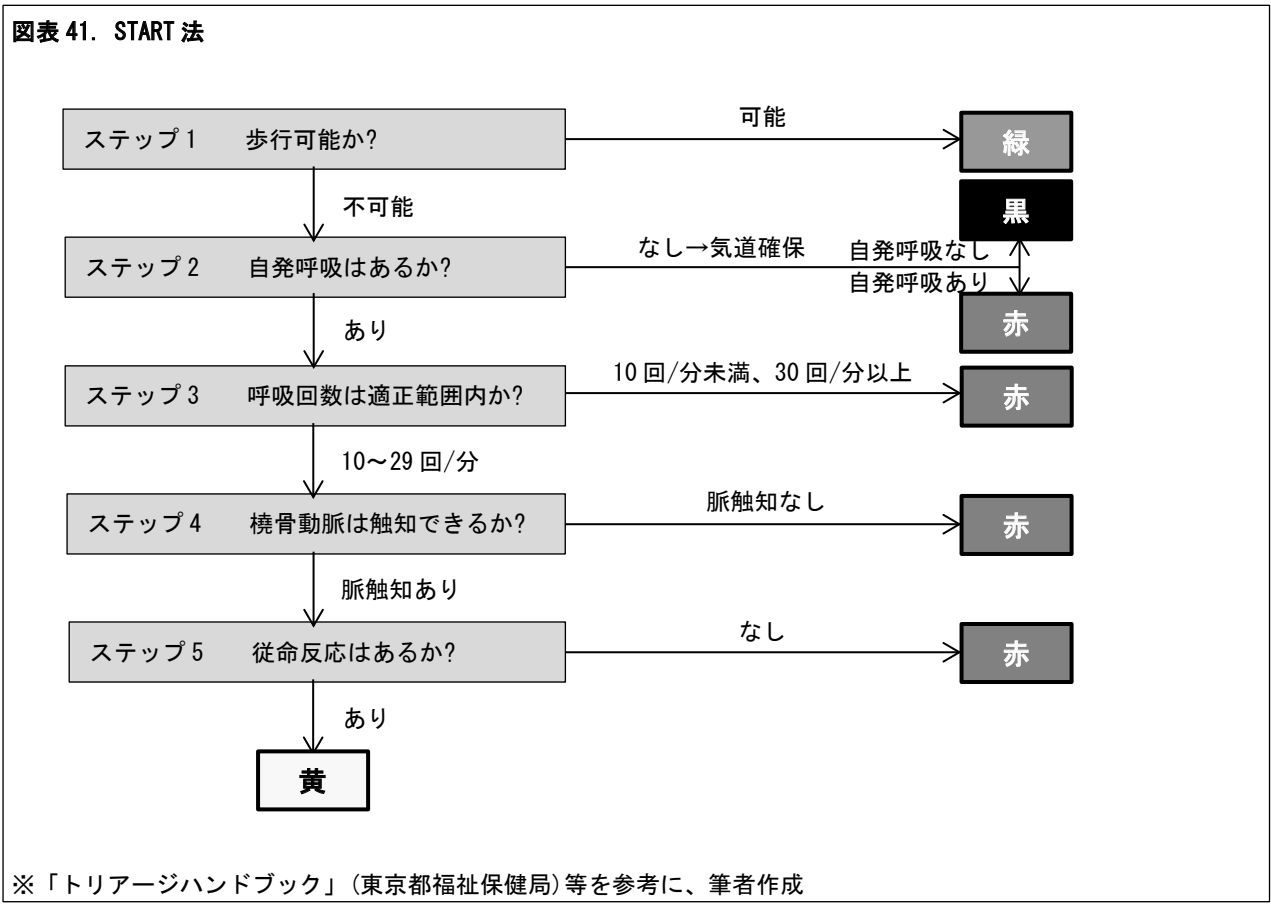 図表 41. START 法
ステップ 1 歩行可能か?
可能
緑
不可能
黒
ステップ 2 自発呼吸はあるか?
なし→気道確保
自発呼吸なし
自発呼吸あり
赤
あり
ステップ 3 呼吸回数は適正範囲内か?
10 回/分未満、30 回/分以上
赤
10～29 回/分
ステップ 4 橈骨動脈は触知できるか?
脈触知なし
赤
脈触知あり
ステップ 5 従命反応はあるか?
なし
赤
あり
黄
※「トリアージハンドブック」(東京都福祉保健局)等を参考に、筆者作成